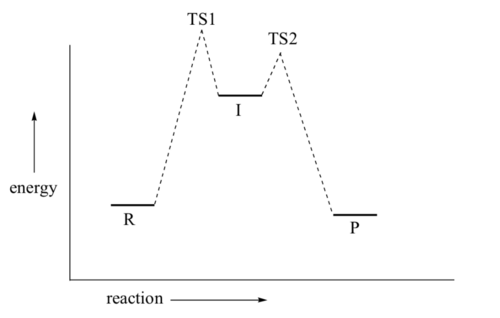 TS1
TS2
I
energy
R
P
reaction